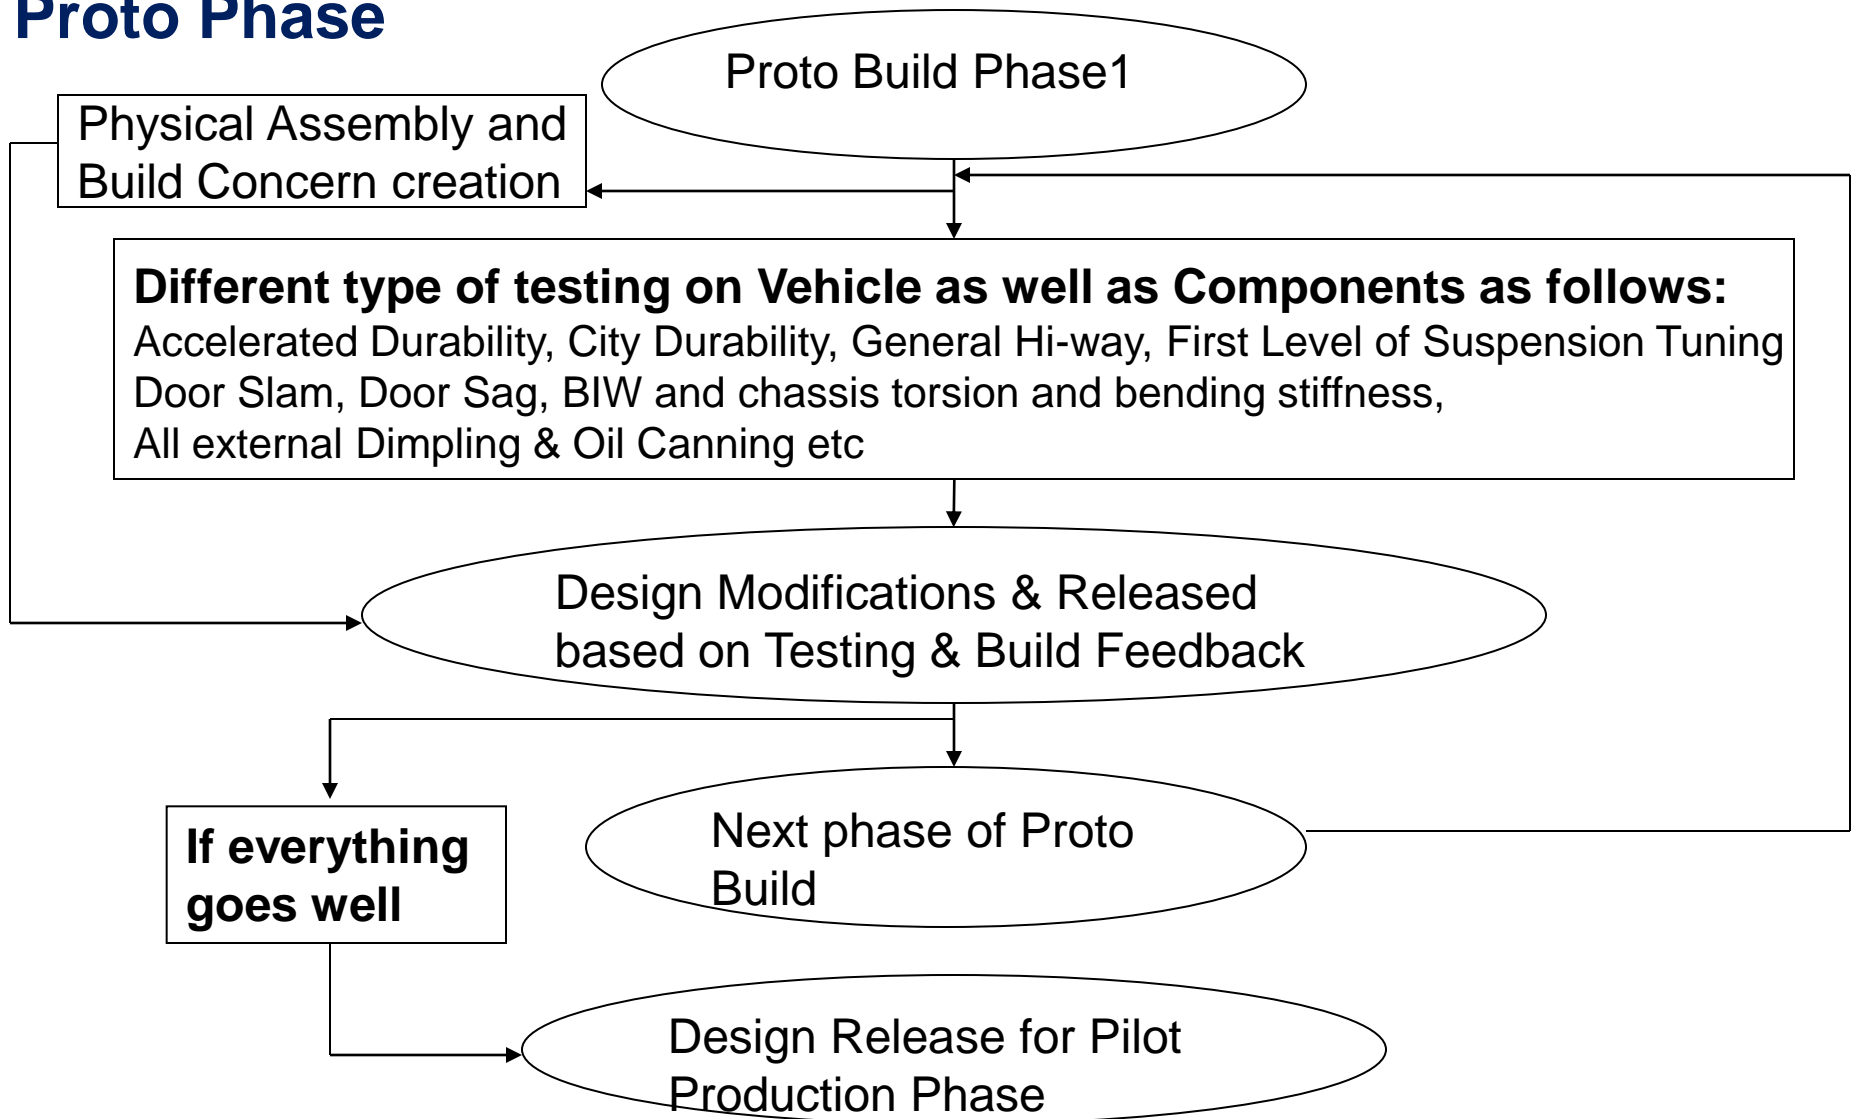 Proto Phase
Proto Build Phase1
Physical Assembly and
Build Concern creation
Different type of testing on Vehicle as well as Components as follows:
Accelerated Durability, City Durability, General Hi-way, First Level of Suspension Tuning
Door Slam, Door Sag, BIW and chassis torsion and bending stiffness,
All external Dimpling & Oil Canning etc
Design Modifications & Released
based on Testing & Build Feedback
If everything
goes well
Next phase of Proto
Build
Design Release for Pilot
Production Phase